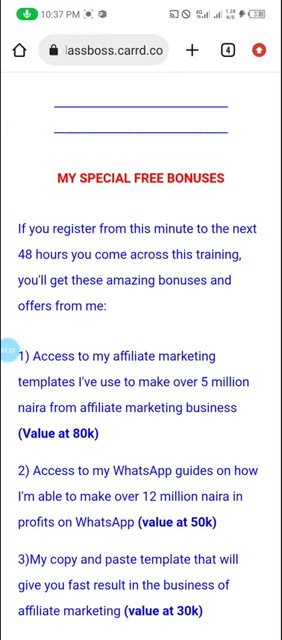 10:37 PM
4G
1.28
K/S
33
lassboss.carrd.co
4
MY SPECIAL FREE BONUSES
If you register from this minute to the next
48 hours you come across this training,
you'll get these amazing bonuses and
offers from me:
1) Access to my affiliate marketing
templates I've use to make over 5 million
naira from affiliate marketing business
(Value at 80k)
2) Access to my WhatsApp guides on how
I'm able to make over 12 million naira in
profits on WhatsApp (value at 50k)
3)My copy and paste template that will
give you fast result in the business of
affiliate marketing (value at 30k)